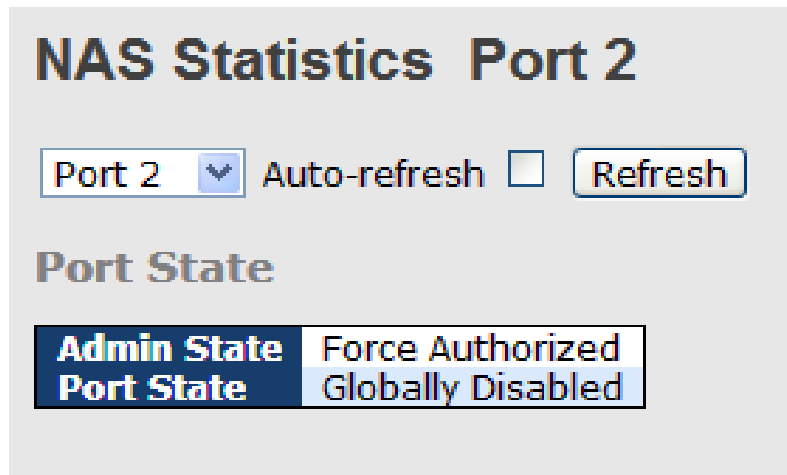 NAS Statistics Port 2
Port 2 Auto-refresh Refresh
Port State
Admin State Force Authorized
Port State Globally Disabled